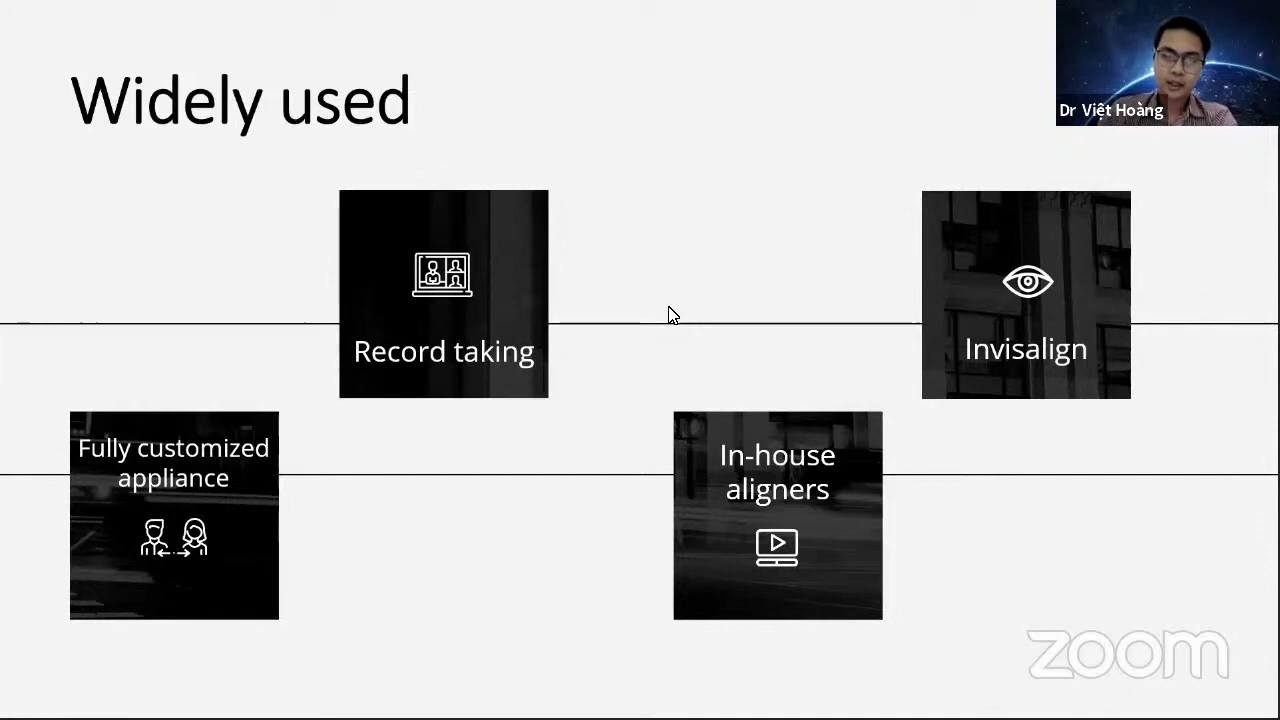 Widely used
Dr Việt Hoàng
Record taking
Invisalign
Fully customized
appliance
In-house
aligners
zoom